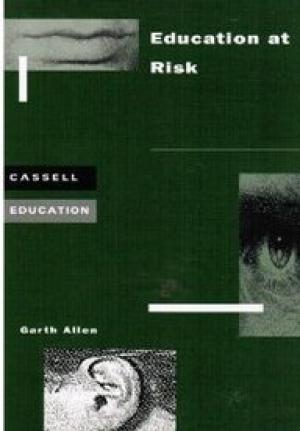 Education at
Risk
CASSELL
EDUCATION
Garth Allen